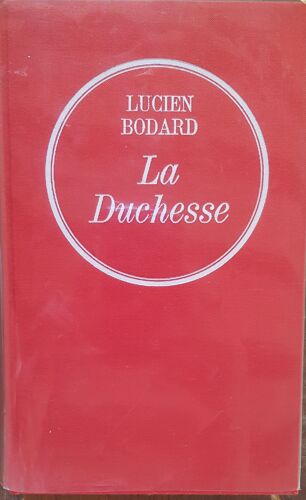 LUCIEN
BODARD
La
Duchesse